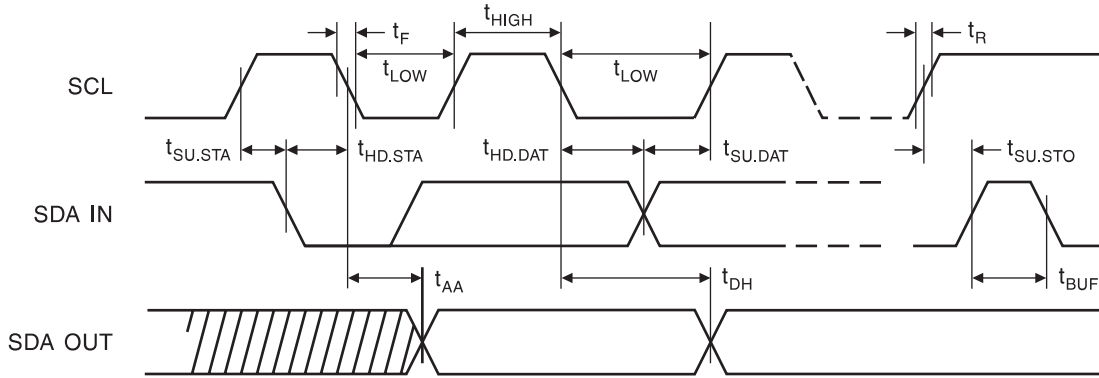 tHIGH
tF
tR
tLOW
tLOW
SCL
tSU.STA
tHD.STA
tHD.DAT
tSU.DAT
tSU.STO
SDA IN
tAA
tDH
tBUF
SDA OUT